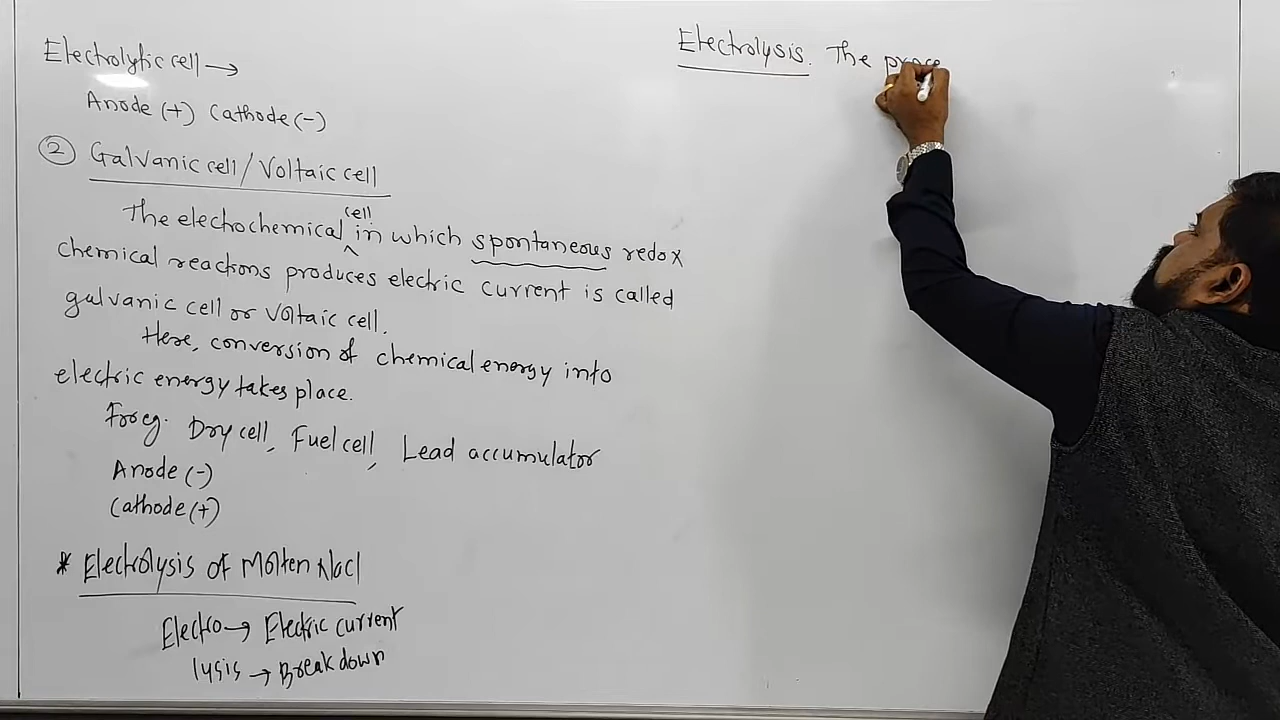 Electrolytic cell →
Anode (+) Cathode (-)
② Galvanic cell / Voltaic cell
The electrochemical cell in which spontaneous redox
chemical reactions produces electric current is called
galvanic cell or voltaic cell.
Here, conversion of chemical energy into
electric energy takes place.
For eg. Dry cell, Fuel cell, Lead accumulator
Anode (-)
Cathode (+)
* Electrolysis of Molten NaCl
Electro → Electric current
lysis → Breakdown
Electrolysis. The proce